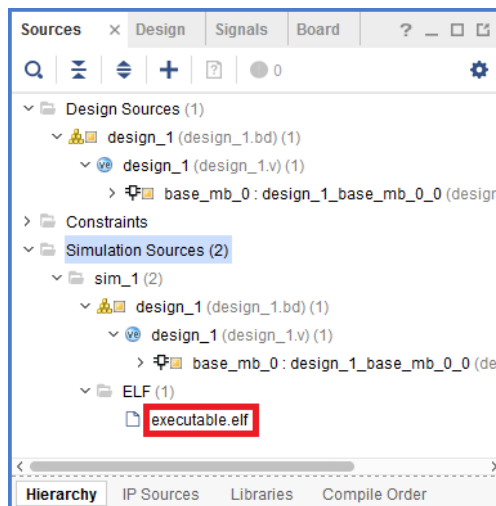 Sources × Design Signals Board ?
0
Design Sources (1)
design_1 (design_1.bd) (1)
design_1 (design_1.v) (1)
base_mb_0 : design_1_base_mb_0_0 (design
Constraints
Simulation Sources (2)
sim_1 (2)
design_1 (design_1.bd) (1)
design_1 (design_1.v) (1)
base_mb_0 : design_1_base_mb_0_0 (de
ELF (1)
executable.elf
Hierarchy IP Sources Libraries Compile Order